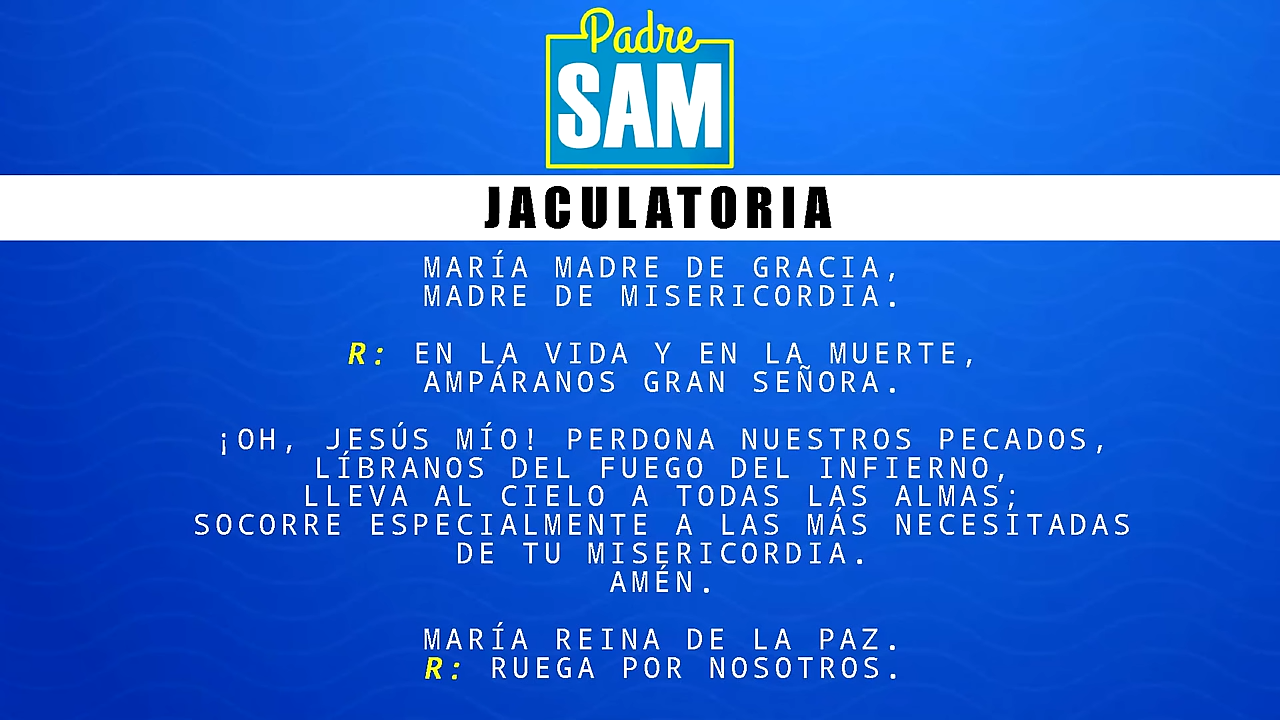 Padre
SAM
JACULATORIA
MARÍA MADRE DE GRACIA,
MADRE DE MISERICORDIA.
R: EN LA VIDA Y EN LA MUERTE,
AMPÁRANOS GRAN SEÑORA.
¡OH, JESÚS MÍO! PERDONA NUESTROS PECADOS,
LÍBRANOS DEL FUEGO DEL INFIERNO,
LLEVA AL CIELO A TODAS LAS ALMAS;
SOCORRE ESPECIALMENTE A LAS MÁS NECESITADAS
DE TU MISERICORDIA.
AMÉN.
MARÍA REINA DE LA PAZ.
R: RUEGA POR NOSOTROS.